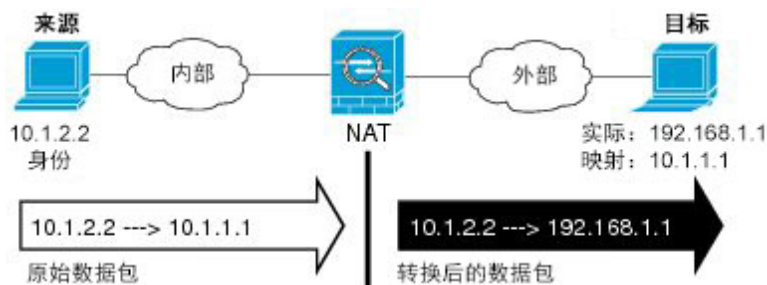 来源
目标
内部
外部
10.1.2.2
身份
NAT
实际：192.168.1.1
映射：10.1.1.1
10.1.2.2 ---> 10.1.1.1
10.1.2.2 ---> 192.168.1.1
原始数据包
转换后的数据包